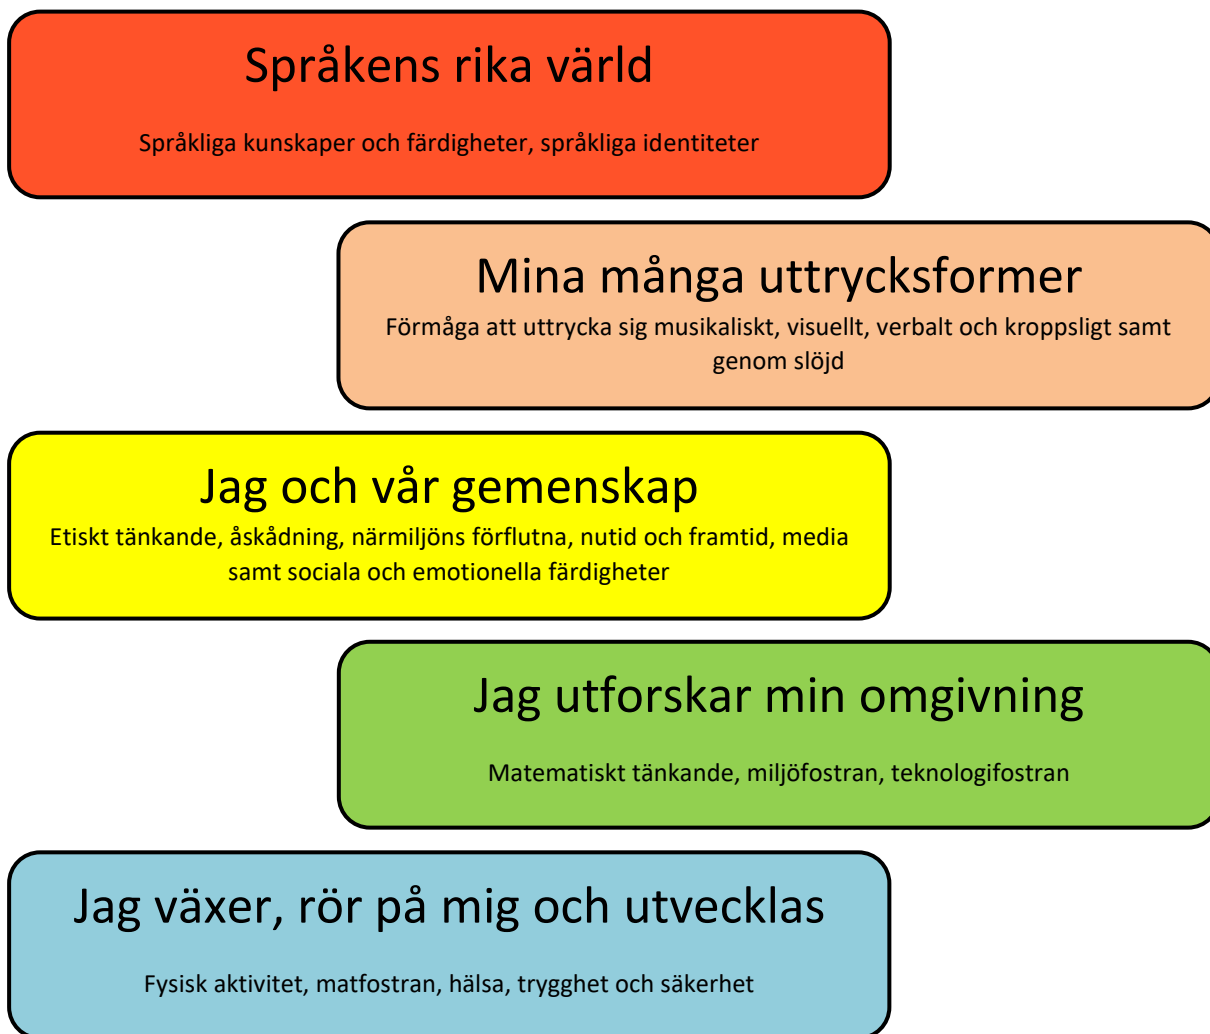 Språkens rika värld
Språkliga kunskaper och färdigheter, språkliga identiteter
Mina många uttrycksformer
Förmåga att uttrycka sig musikaliskt, visuellt, verbalt och kroppsligt samt
genom slöjd
Jag och vår gemenskap
Etiskt tänkande, åskådning, närmiljöns förflutna, nutid och framtid, media
samt sociala och emotionella färdigheter
Jag utforskar min omgivning
Matematiskt tänkande, miljöfostran, teknologifostran
Jag växer, rör på mig och utvecklas
Fysisk aktivitet, matfostran, hälsa, trygghet och säkerhet